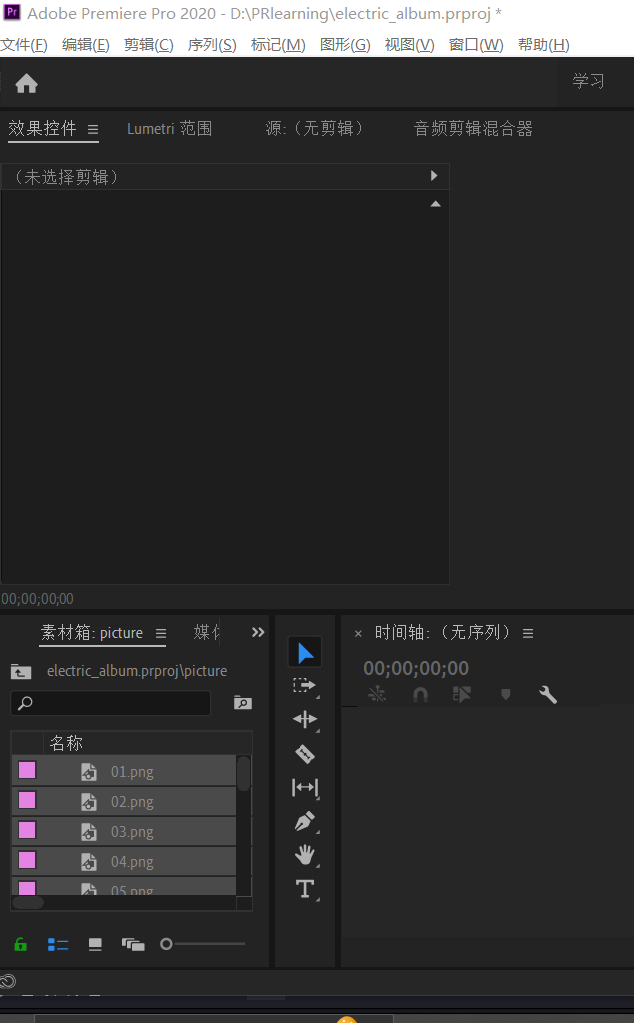 Adobe Premiere Pro 2020 - D:\PRlearning\electric_album.prproj *
文件(F) 编辑(E) 剪辑(C) 序列(S) 标记(M) 图形(G) 视图(V) 窗口(W) 帮助(H)
学习
效果控件 Lumetri 范围 源:（无剪辑） 音频剪辑混合器
（未选择剪辑）
00;00;00;00
素材箱: picture
× 时间轴:（无序列）
electric_album.prproj\picture
00;00;00;00
名称
01.png
02.png
03.png
04.png
05.png